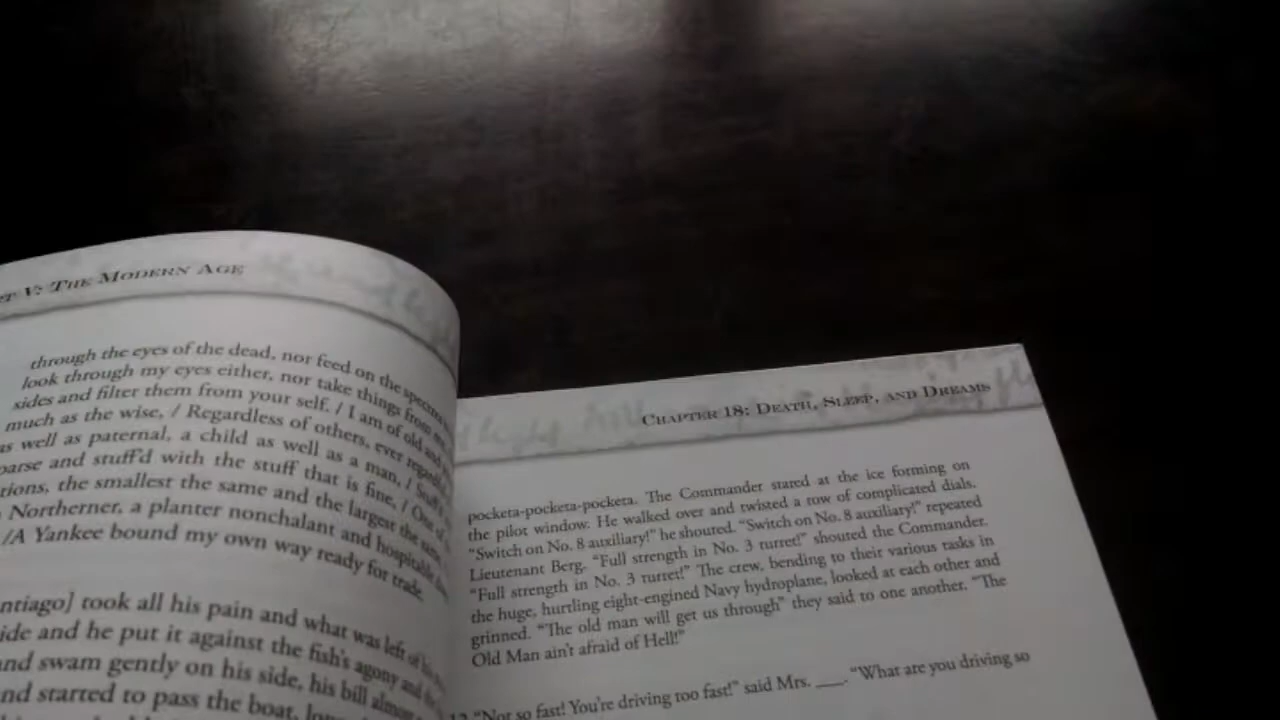 V: THE MODERN AGE
through the eyes of the dead, nor feed on the
look through my eyes either, nor take things from
sides and filter them from your self. / I am of old and
much as the wise, / Regardless of others, ever
as well as paternal, a child as well as a man, /
and stuff'd with the stuff that is fine, / One of
the smallest the same and the largest the same,
Northerner, a planter nonchalant and hospitable
/A Yankee bound my own way ready for trade.
took all his pain and what was left of
and he put it against the fish's agony and the
and swam gently on his side, his bill almost
and started to pass the boat,
CHAPTER 18: DEATH, SLEEP, AND DREAMS
pocketa-pocketa-pocketa. The Commander stared at the ice forming on
the pilot window. He walked over and twisted a row of complicated dials.
“Switch on No. 8 auxiliary!” he shouted. “Switch on No. 8 auxiliary!” repeated
Lieutenant Berg. “Full strength in No. 3 turret!” shouted the Commander.
“Full strength in No. 3 turret!” The crew, bending to their various tasks in
the huge, hurtling eight-engined Navy hydroplane, looked at each other and
grinned. “The old man will get us through” they said to one another. “The
Old Man ain't afraid of Hell!”
“Not so fast! You're driving too fast!” said Mrs. ___. “What are you driving so